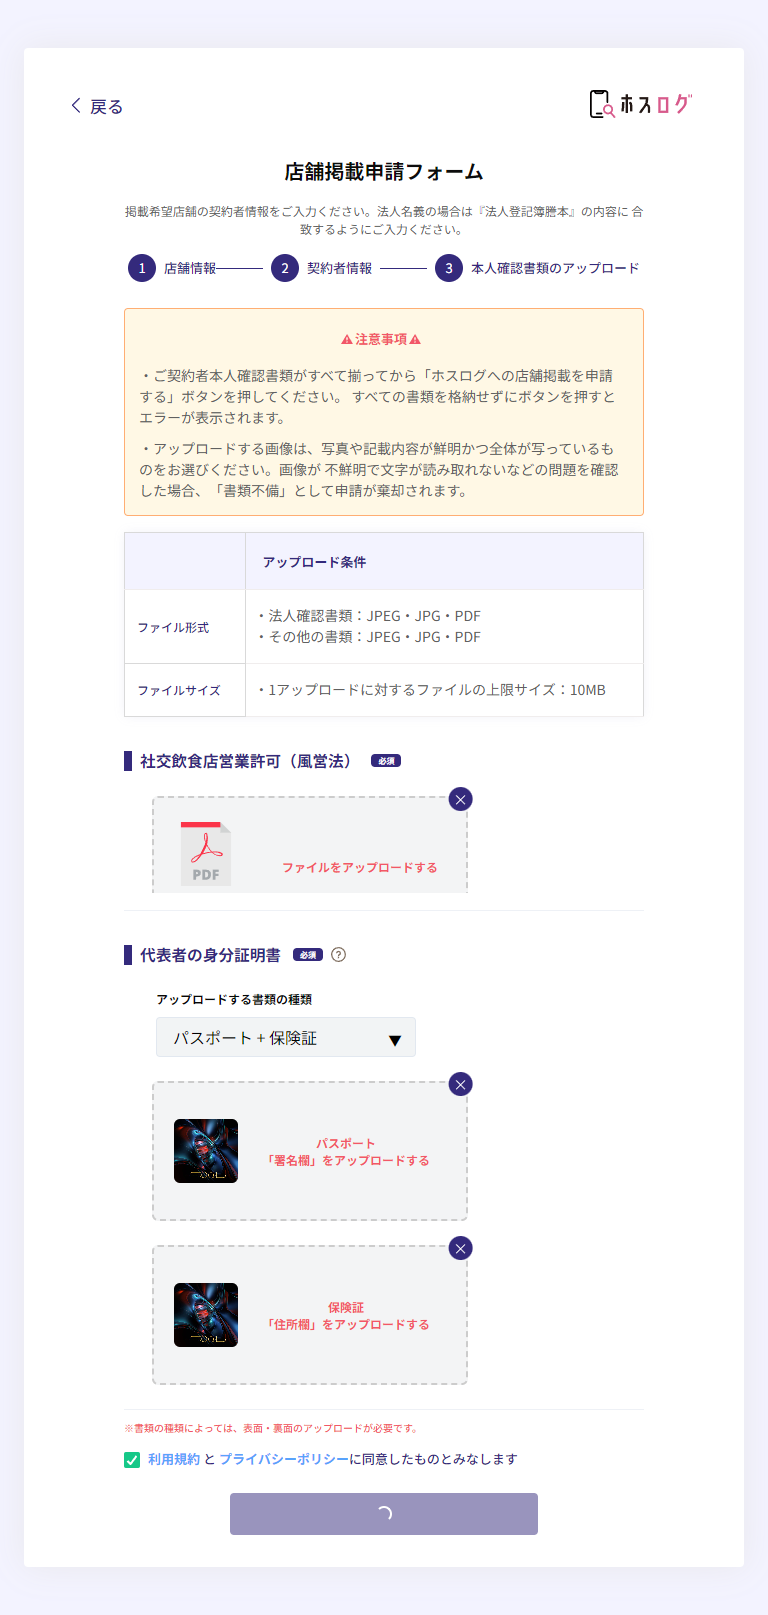 戻る
ホスログ
店舗掲載申請フォーム
掲載希望店舗の契約者情報をご入力ください。法人名義の場合は『法人登記簿謄本』の内容に 合
致するようにご入力ください。
1 店舗情報 2 契約者情報 3 本人確認書類のアップロード
注意事項
・ご契約者本人確認書類がすべて揃ってから「ホスログへの店舗掲載を申請
する」ボタンを押してください。 すべての書類を格納せずにボタンを押すと
エラーが表示されます。
・アップロードする画像は、写真や記載内容が鮮明かつ全体が写っているも
のをお選びください。画像が 不鮮明で文字が読み取れないなどの問題を確認
した場合、「書類不備」として申請が棄却されます。
アップロード条件
ファイル形式
・法人確認書類：JPEG・JPG・PDF
・その他の書類：JPEG・JPG・PDF
ファイルサイズ
・1アップロードに対するファイルの上限サイズ：10MB
社交飲食店営業許可（風営法） 必須
PDF
ファイルをアップロードする
代表者の身分証明書 必須 ?
アップロードする書類の種類
パスポート + 保険証 ▼
パスポート
「署名欄」をアップロードする
保険証
「住所欄」をアップロードする
※書類の種類によっては、表面・裏面のアップロードが必要です。
利用規約 と プライバシーポリシーに同意したものとみなします